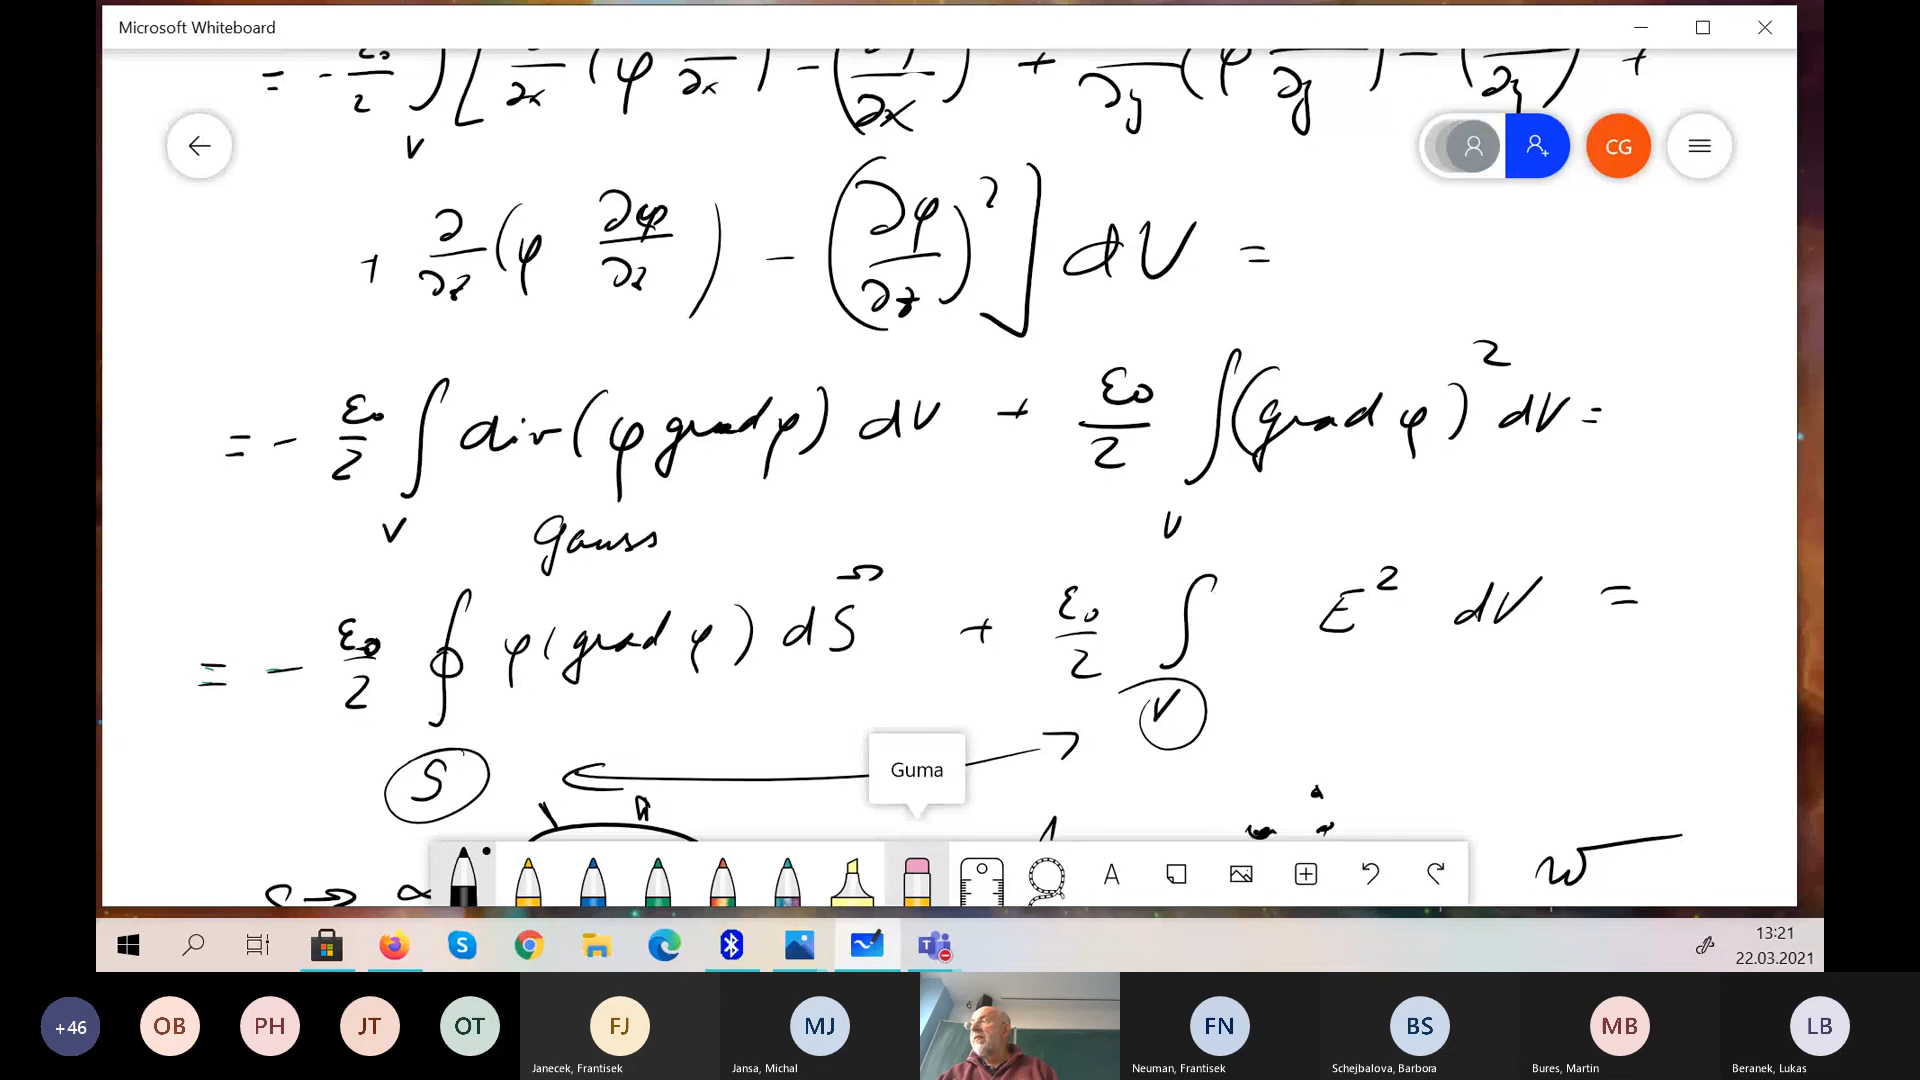 Microsoft Whiteboard
= - ε₀/2 ∫ [ ∂/∂x (φ ∂/∂x ) - ( ∂φ/∂x ) + ∂/∂y (φ ∂/∂y ) - ( ∂/∂y ) +
V
CG
+ ∂/∂z (φ ∂φ/∂z) - (∂φ/∂z)² ] dV =
= - ε₀/2 ∫ div(φ grad φ) dV + ε₀/2 ∫ (grad φ)² dV =
V V
Gauss
= - ε₀/2 ∮ φ(grad φ) dS⃗ + ε₀/2 ∫ E² dV =
S V
Guma
S → ∞
w
13:21
22.03.2021
+46
OB
PH
JT
OT
FJ
Janecek, Frantisek
MJ
Jansa, Michal
FN
Neuman, Frantisek
BS
Schejbalova, Barbora
MB
Bures, Martin
LB
Beranek, Lukas